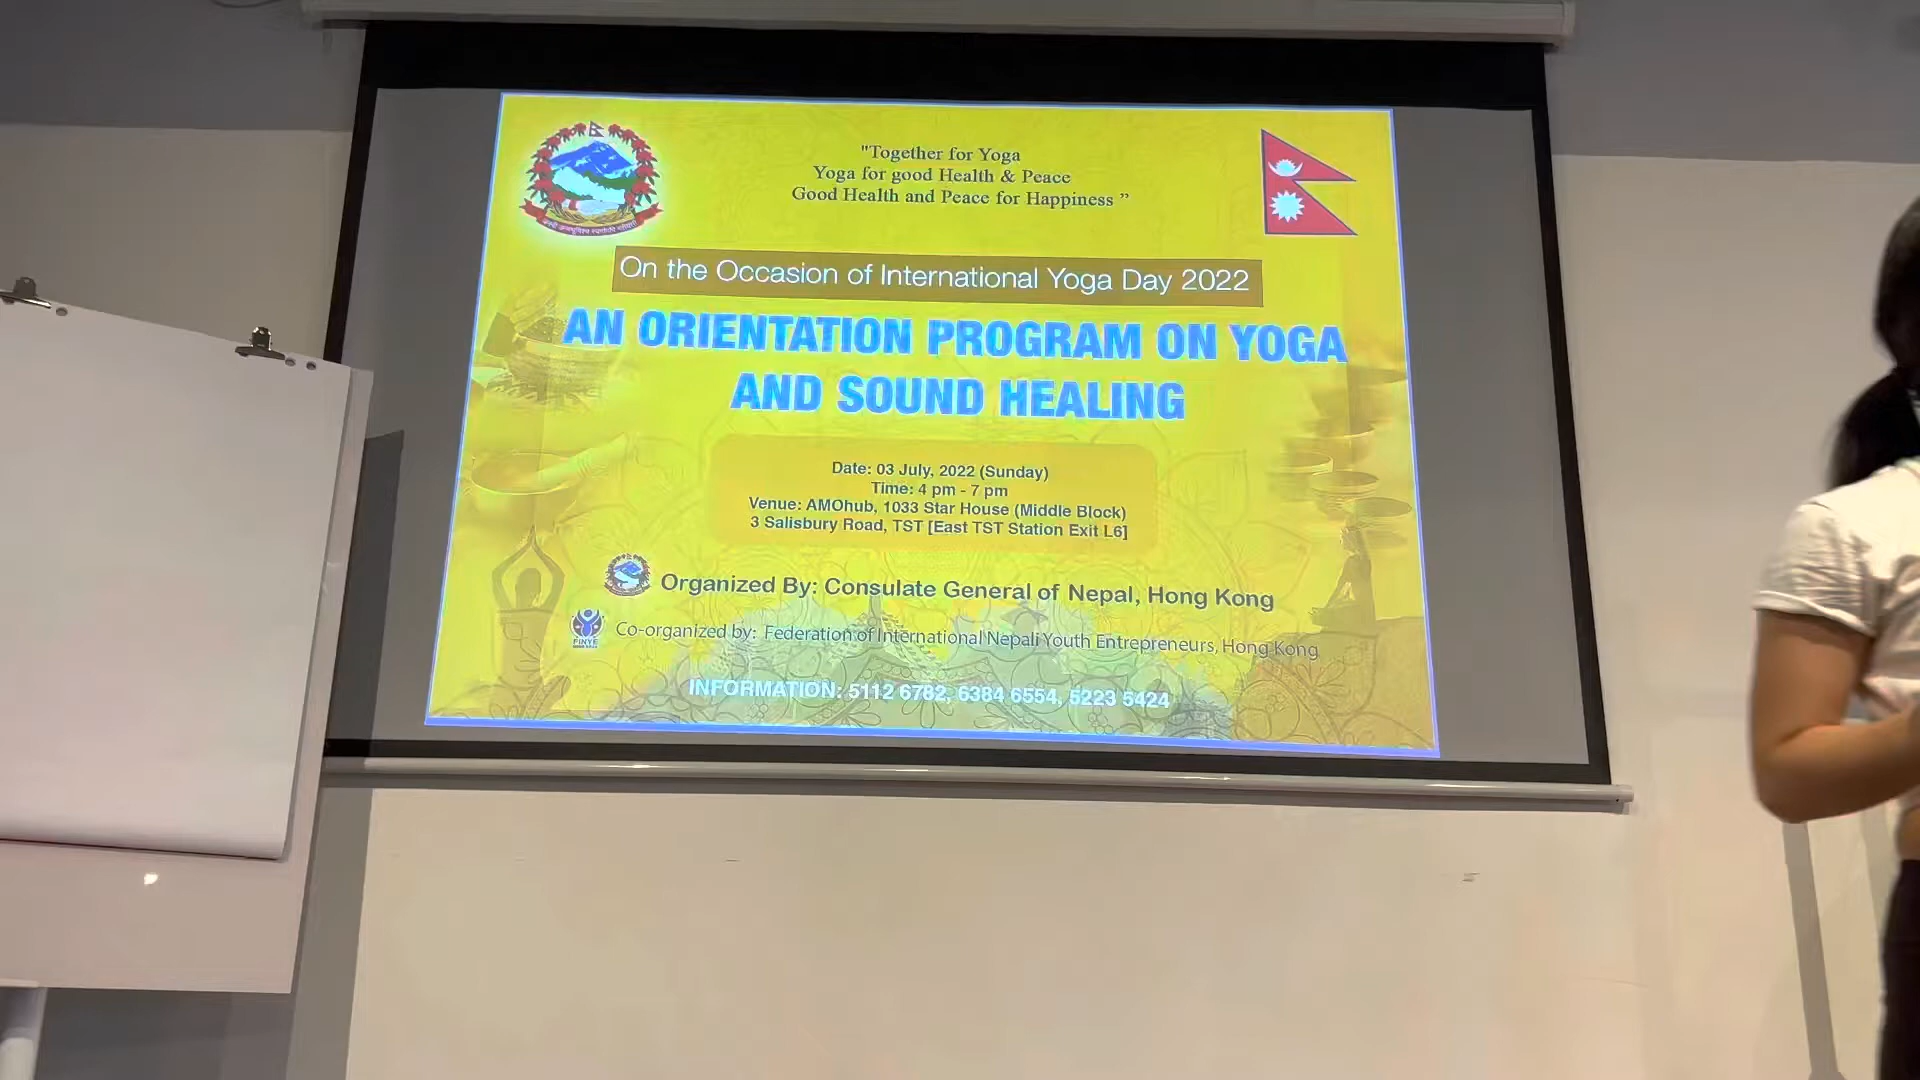 "Together for Yoga
Yoga for good Health & Peace
Good Health and Peace for Happiness ”
On the Occasion of International Yoga Day 2022
AN ORIENTATION PROGRAM ON YOGA
AND SOUND HEALING
Date: 03 July, 2022 (Sunday)
Time: 4 pm - 7 pm
Venue: AMOhub, 1033 Star House (Middle Block)
3 Salisbury Road, TST [East TST Station Exit L6]
Organized By: Consulate General of Nepal, Hong Kong
FINYE
Co-organized by: Federation of International Nepali Youth Entrepreneurs, Hong Kong
INFORMATION: 5112 6782, 6384 6554, 5223 5424